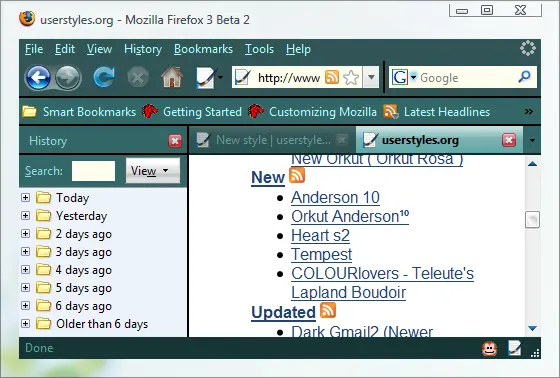 userstyles.org - Mozilla Firefox 3 Beta 2
File Edit View History Bookmarks Tools Help
http://www
Google
Smart Bookmarks Getting Started Customizing Mozilla Latest Headlines »
History
New style | userstyle...
userstyles.org
Search:
View
New Orkut ( Orkut Rosa )
New
Anderson 10
Orkut Anderson¹⁰
Heart s2
Tempest
COLOURlovers - Teleute's
Lapland Boudoir
Updated
Dark Gmail2 (Newer
Today
Yesterday
2 days ago
3 days ago
4 days ago
5 days ago
6 days ago
Older than 6 days
Done